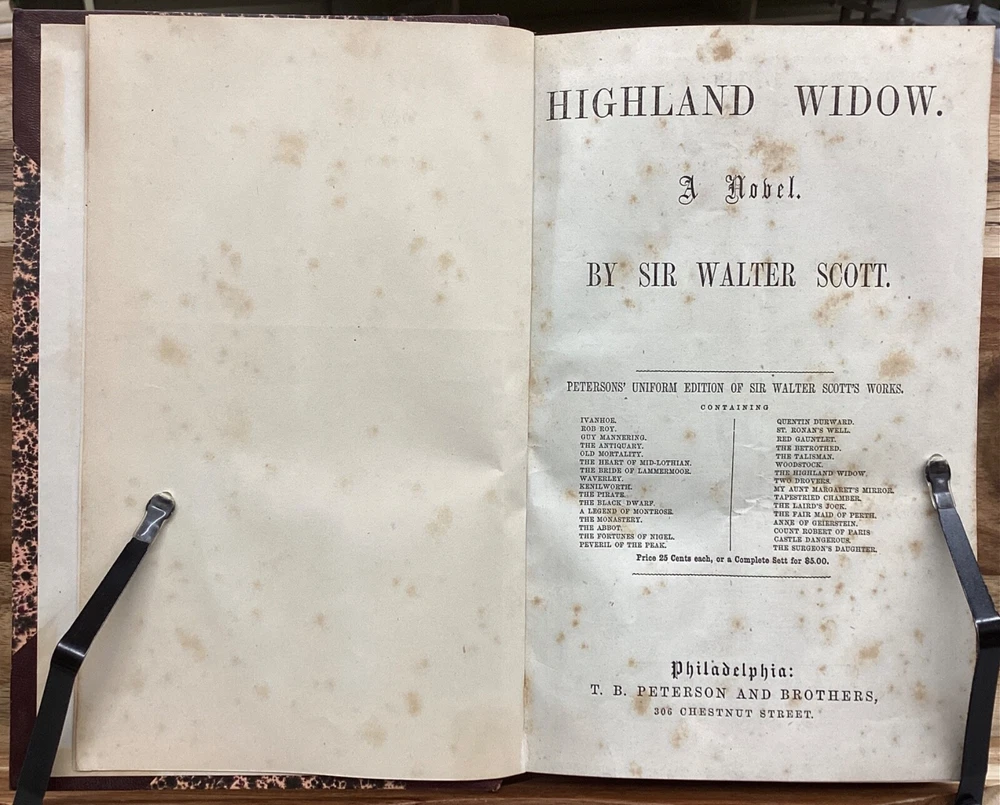 HIGHLAND WIDOW.
A Novel.
BY SIR WALTER SCOTT.
PETERSONS' UNIFORM EDITION OF SIR WALTER SCOTT'S WORKS.
CONTAINING
IVANHOE.
ROB ROY.
GUY MANNERING.
THE ANTIQUARY.
OLD MORTALITY.
THE HEART OF MID-LOTHIAN.
THE BRIDE OF LAMMERMOOR.
WAVERLEY.
KENILWORTH.
THE PIRATE.
THE BLACK DWARF.
A LEGEND OF MONTROSE.
THE MONASTERY.
THE ABBOT.
THE FORTUNES OF NIGEL.
PEVERIL OF THE PEAK.
QUENTIN DURWARD.
ST. RONAN'S WELL.
RED GAUNTLET.
THE BETROTHED.
THE TALISMAN.
WOODSTOCK.
THE HIGHLAND WIDOW.
TWO DROVERS.
MY AUNT MARGARET'S MIRROR.
TAPESTRIED CHAMBER.
THE LAIRD'S JOCK.
THE FAIR MAID OF PERTH.
ANNE OF GEIERSTEIN.
COUNT ROBERT OF PARIS
CASTLE DANGEROUS.
THE SURGEON'S DAUGHTER.
Price 25 Cents each, or a Complete Sett for $5.00.
Philadelphia:
T. B. PETERSON AND BROTHERS,
306 CHESTNUT STREET.